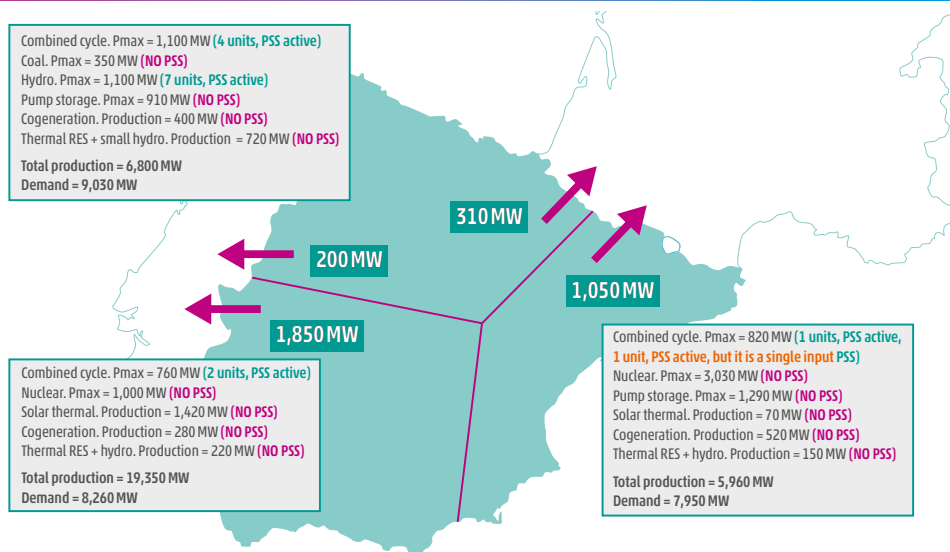 Combined cycle. Pmax = 1,100 MW (4 units, PSS active)
Coal. Pmax = 350 MW (NO PSS)
Hydro. Pmax = 1,100 MW (7 units, PSS active)
Pump storage. Pmax = 910 MW (NO PSS)
Cogeneration. Production = 400 MW (NO PSS)
Thermal RES + small hydro. Production = 720 MW (NO PSS)
Total production = 6,800 MW
Demand = 9,030 MW
310 MW
200 MW
1,050 MW
1,850 MW
Combined cycle. Pmax = 760 MW (2 units, PSS active)
Nuclear. Pmax = 1,000 MW (NO PSS)
Solar thermal. Production = 1,420 MW (NO PSS)
Cogeneration. Production = 280 MW (NO PSS)
Thermal RES + hydro. Production = 220 MW (NO PSS)
Total production = 19,350 MW
Demand = 8,260 MW
Combined cycle. Pmax = 820 MW (1 units, PSS active,
1 unit, PSS active, but it is a single input PSS)
Nuclear. Pmax = 3,030 MW (NO PSS)
Pump storage. Pmax = 1,290 MW (NO PSS)
Solar thermal. Production = 70 MW (NO PSS)
Cogeneration. Production = 520 MW (NO PSS)
Thermal RES + hydro. Production = 150 MW (NO PSS)
Total production = 5,960 MW
Demand = 7,950 MW